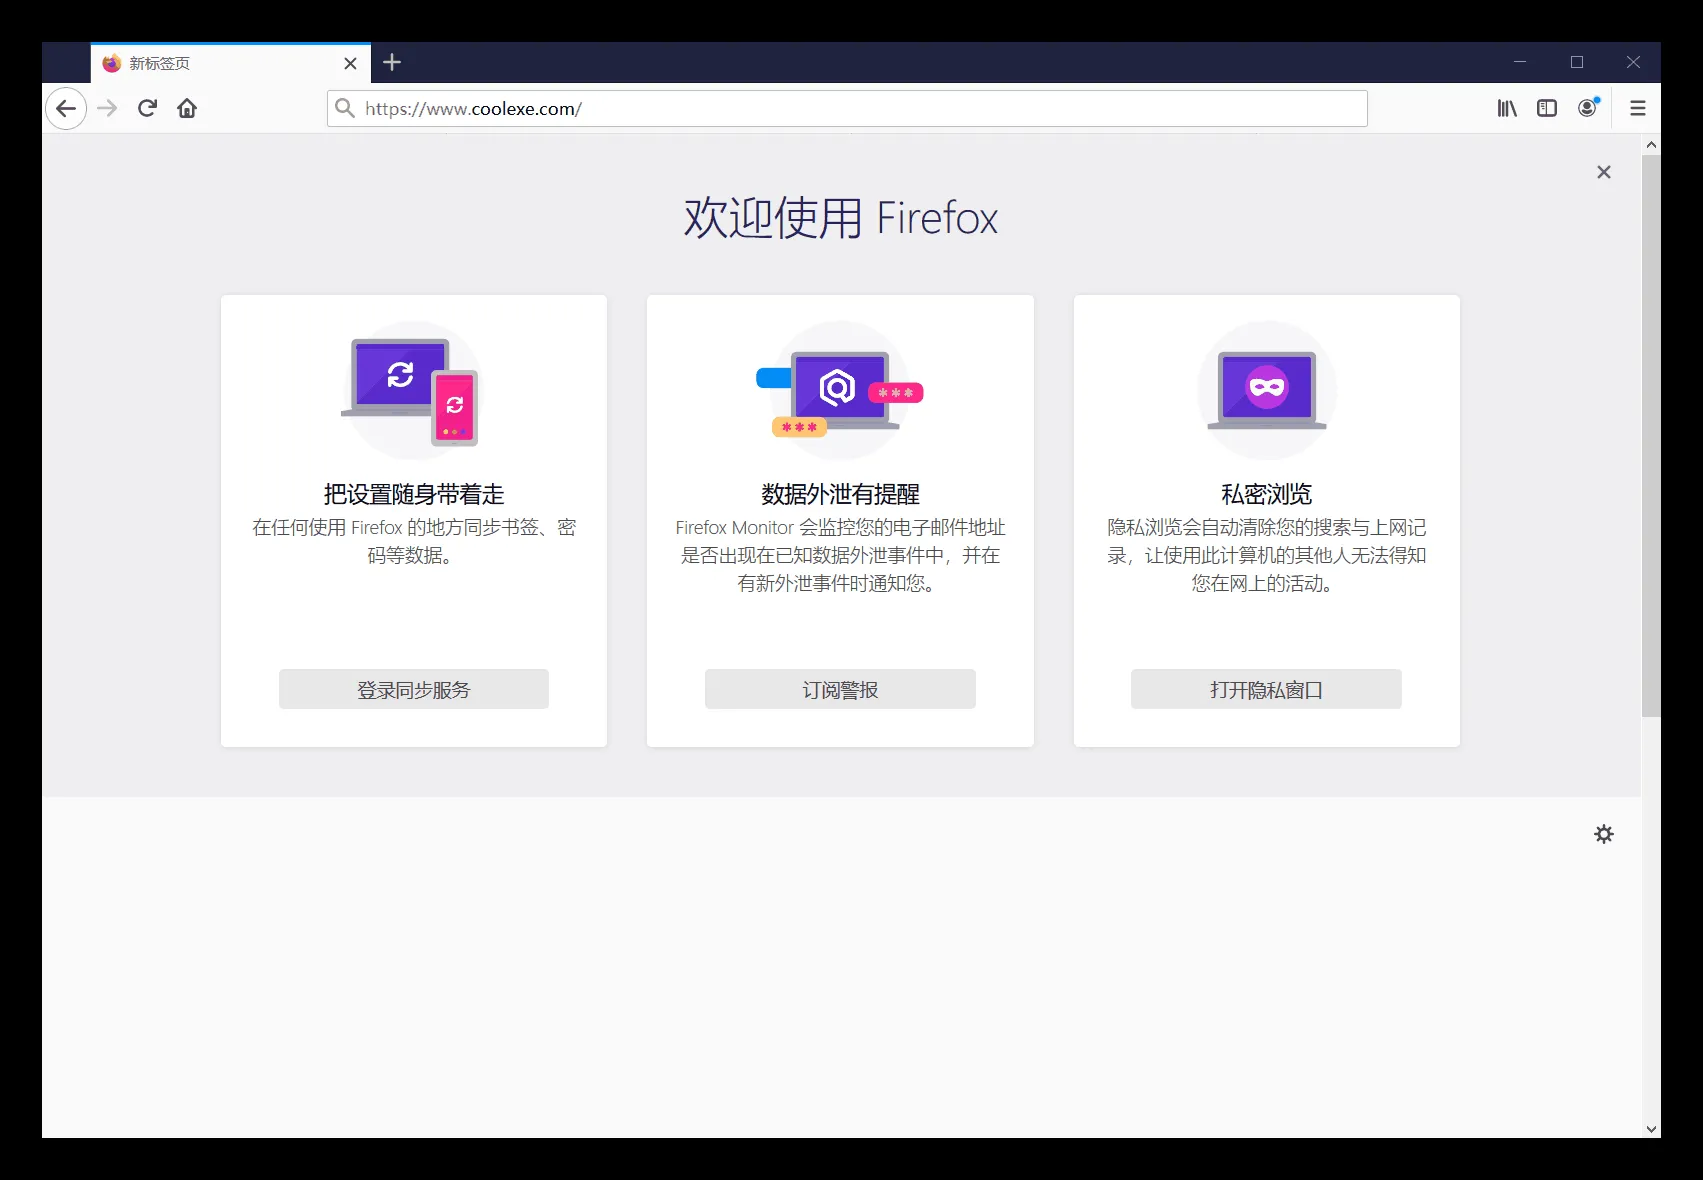 新标签页
https://www.coolexe.com/
欢迎使用 Firefox
把设置随身带着走
在任何使用 Firefox 的地方同步书签、密
码等数据。
登录同步服务
数据外泄有提醒
Firefox Monitor 会监控您的电子邮件地址
是否出现在已知数据外泄事件中，并在
有新外泄事件时通知您。
订阅警报
私密浏览
隐私浏览会自动清除您的搜索与上网记
录，让使用此计算机的其他人无法得知
您在网上的活动。
打开隐私窗口